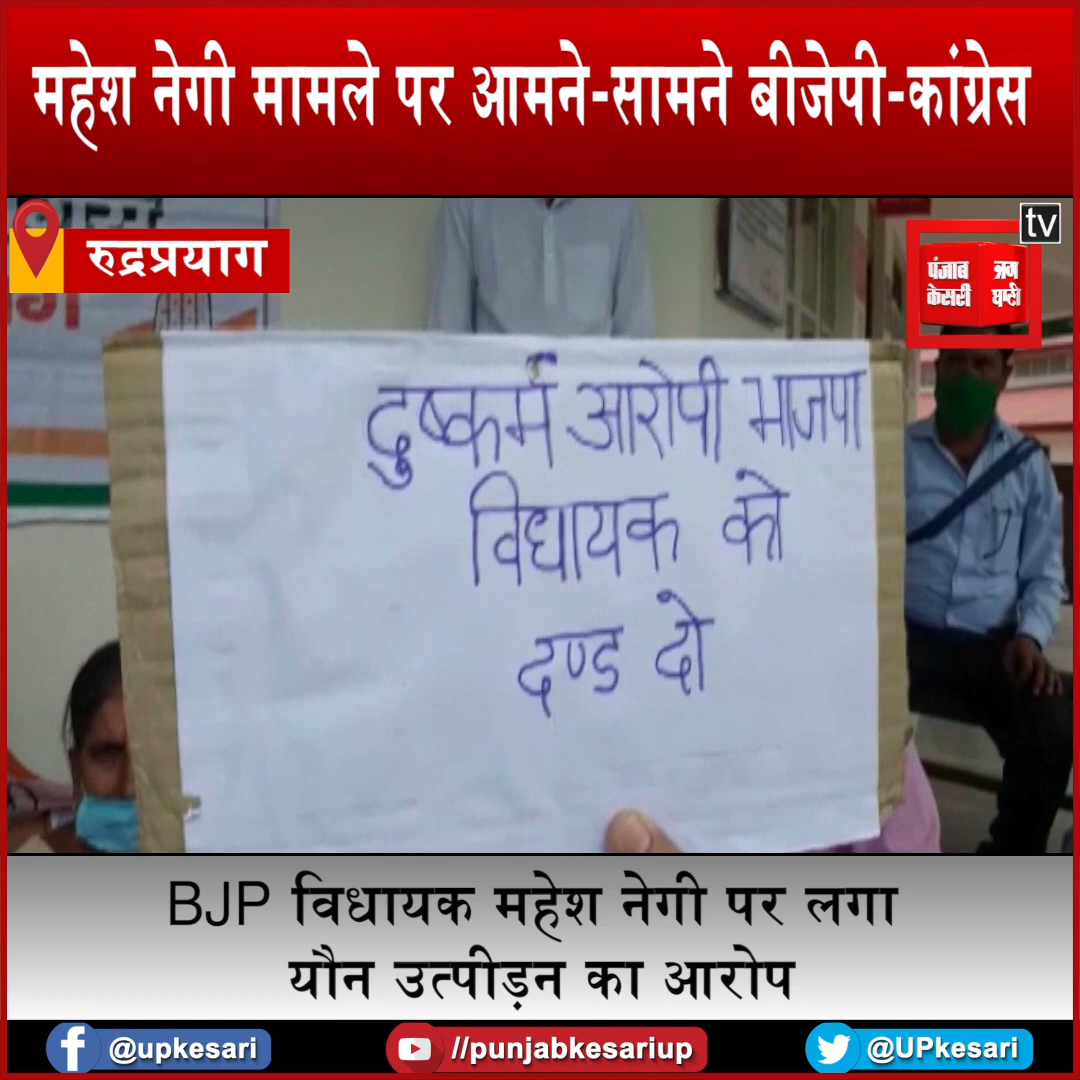 महेश नेगी मामले पर आमने-सामने बीजेपी-कांग्रेस
रुद्रप्रयाग
tv
पंजाब
केसरी
दुष्कर्म आरोपी भाजपा
विधायक को
दण्ड दो
BJP विधायक महेश नेगी पर लगा
यौन उत्पीड़न का आरोप
@upkesari
//punjabkesariup
@UPkesari